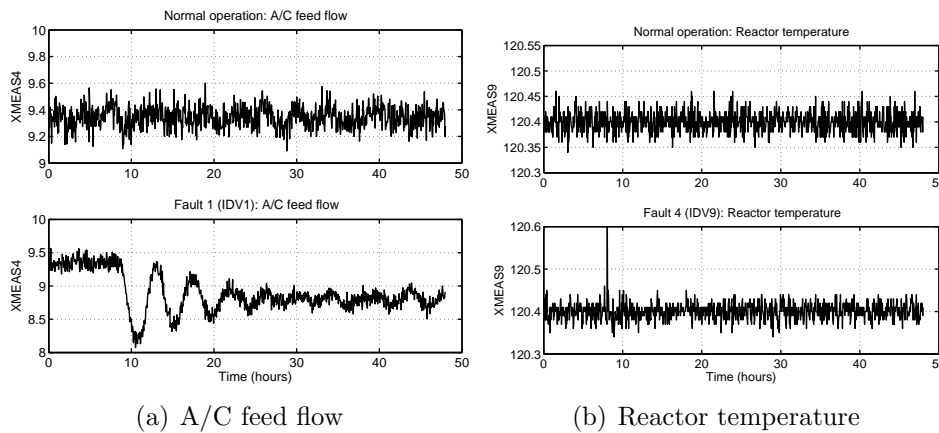 Normal operation: A/C feed flow
10
9.8
9.6
9.4
9.2
9
XMEAS4
0 10 20 30 40 50
Fault 1 (IDV1): A/C feed flow
10
9.5
9
8.5
8
XMEAS4
0 10 20 30 40 50
Time (hours)
(a) A/C feed flow
Normal operation: Reactor temperature
120.55
120.5
120.45
120.4
120.35
120.3
XMEAS9
0 10 20 30 40 50
Fault 4 (IDV9): Reactor temperature
120.6
120.5
120.4
120.3
XMEAS9
0 10 20 30 40 50
Time (hours)
(b) Reactor temperature